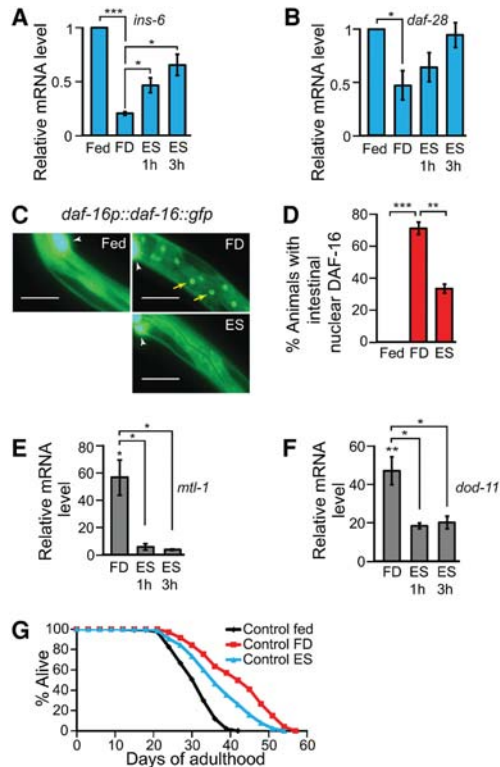 A
ins-6
***
*
*
Relative mRNA level
1
0.5
0
Fed FD ES ES
1h 3h
B
daf-28
*
Relative mRNA level
1
0.5
0
Fed FD ES ES
1h 3h
C
daf-16p::daf-16::gfp
Fed
FD
ES
D
*** **
% Animals with
intestinal
nuclear DAF-16
80
60
40
20
0
Fed FD ES
E
*
*
*
mtl-1
Relative mRNA
level
80
60
40
20
0
FD ES ES
1h 3h
F
*
*
**
dod-11
Relative mRNA
level
60
40
20
0
FD ES ES
1h 3h
G
Control fed
Control FD
Control ES
% Alive
100
80
60
40
20
0
0 10 20 30 40 50 60
Days of adulthood